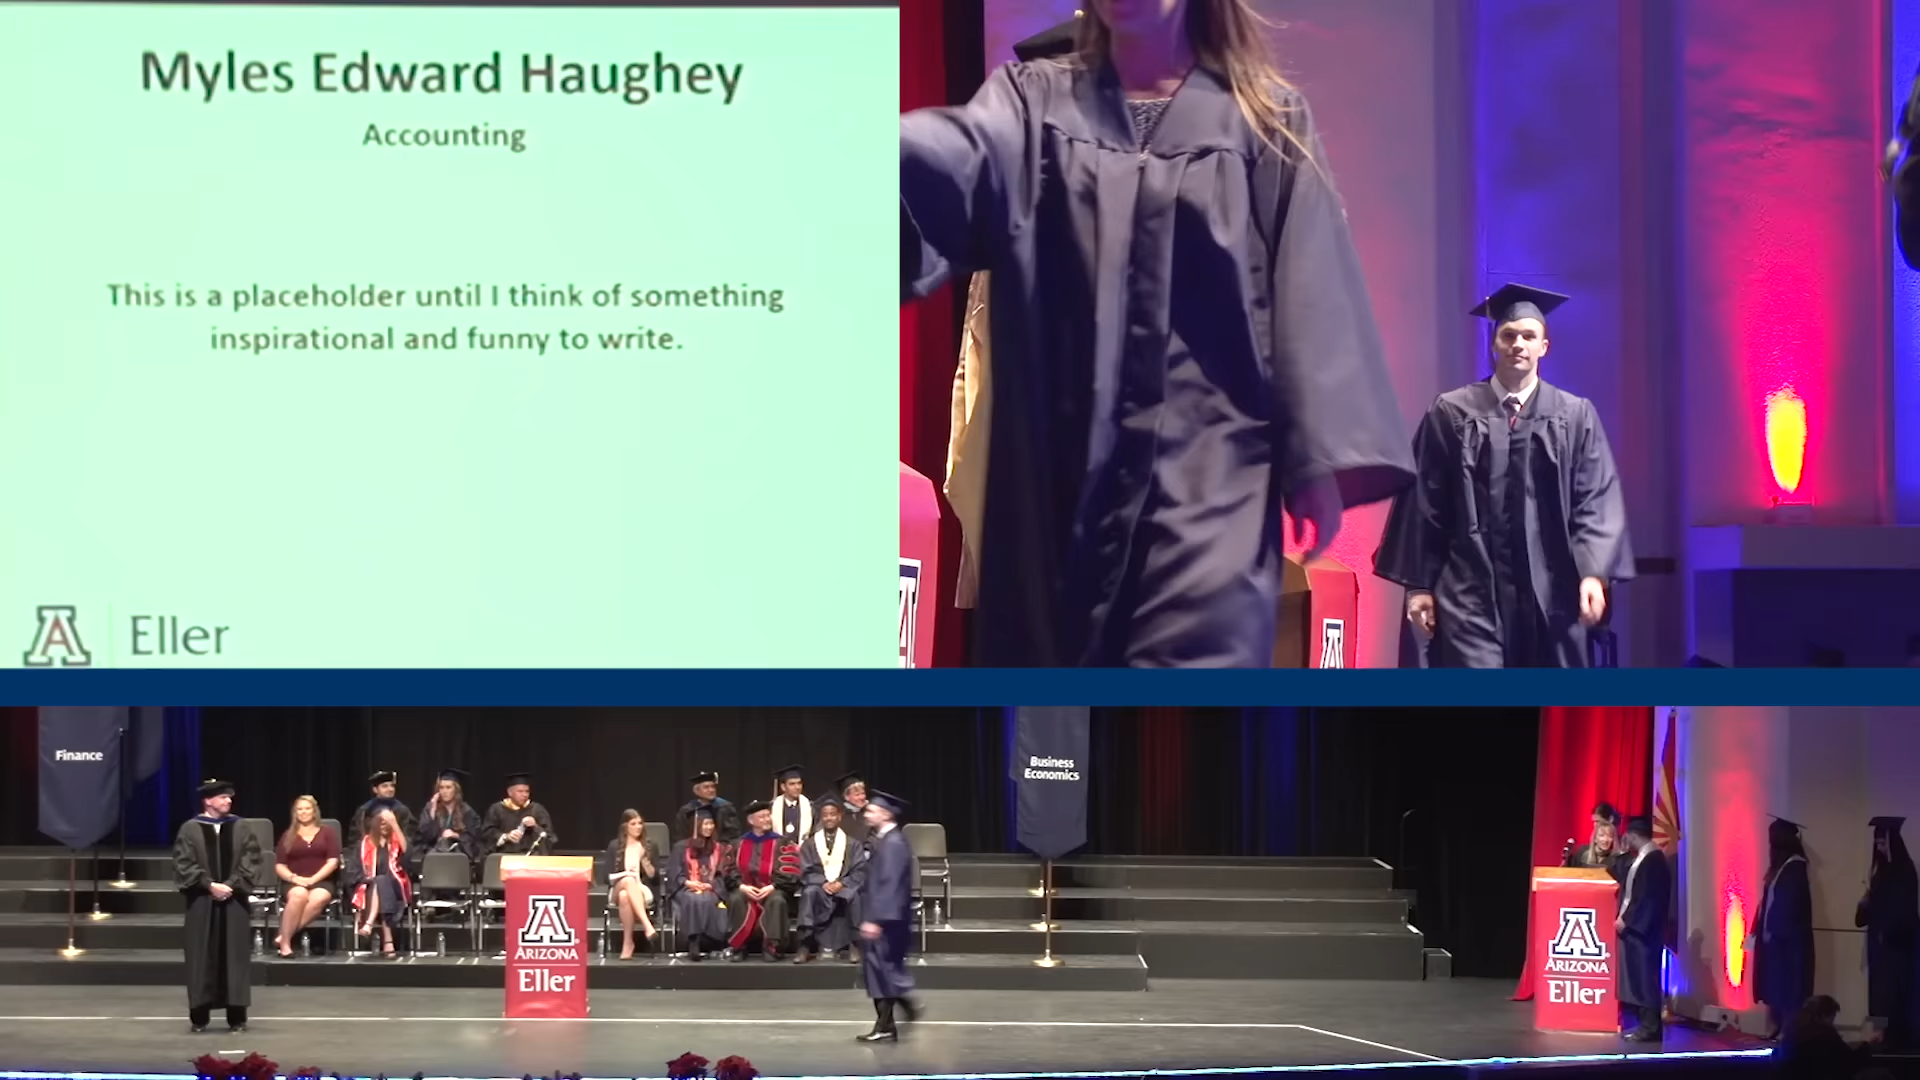 Myles Edward Haughey
Accounting
This is a placeholder until I think of something
inspirational and funny to write.
A
Eller
A
A
Finance
Business
Economics
A
ARIZONA
Eller
A
ARIZONA
Eller